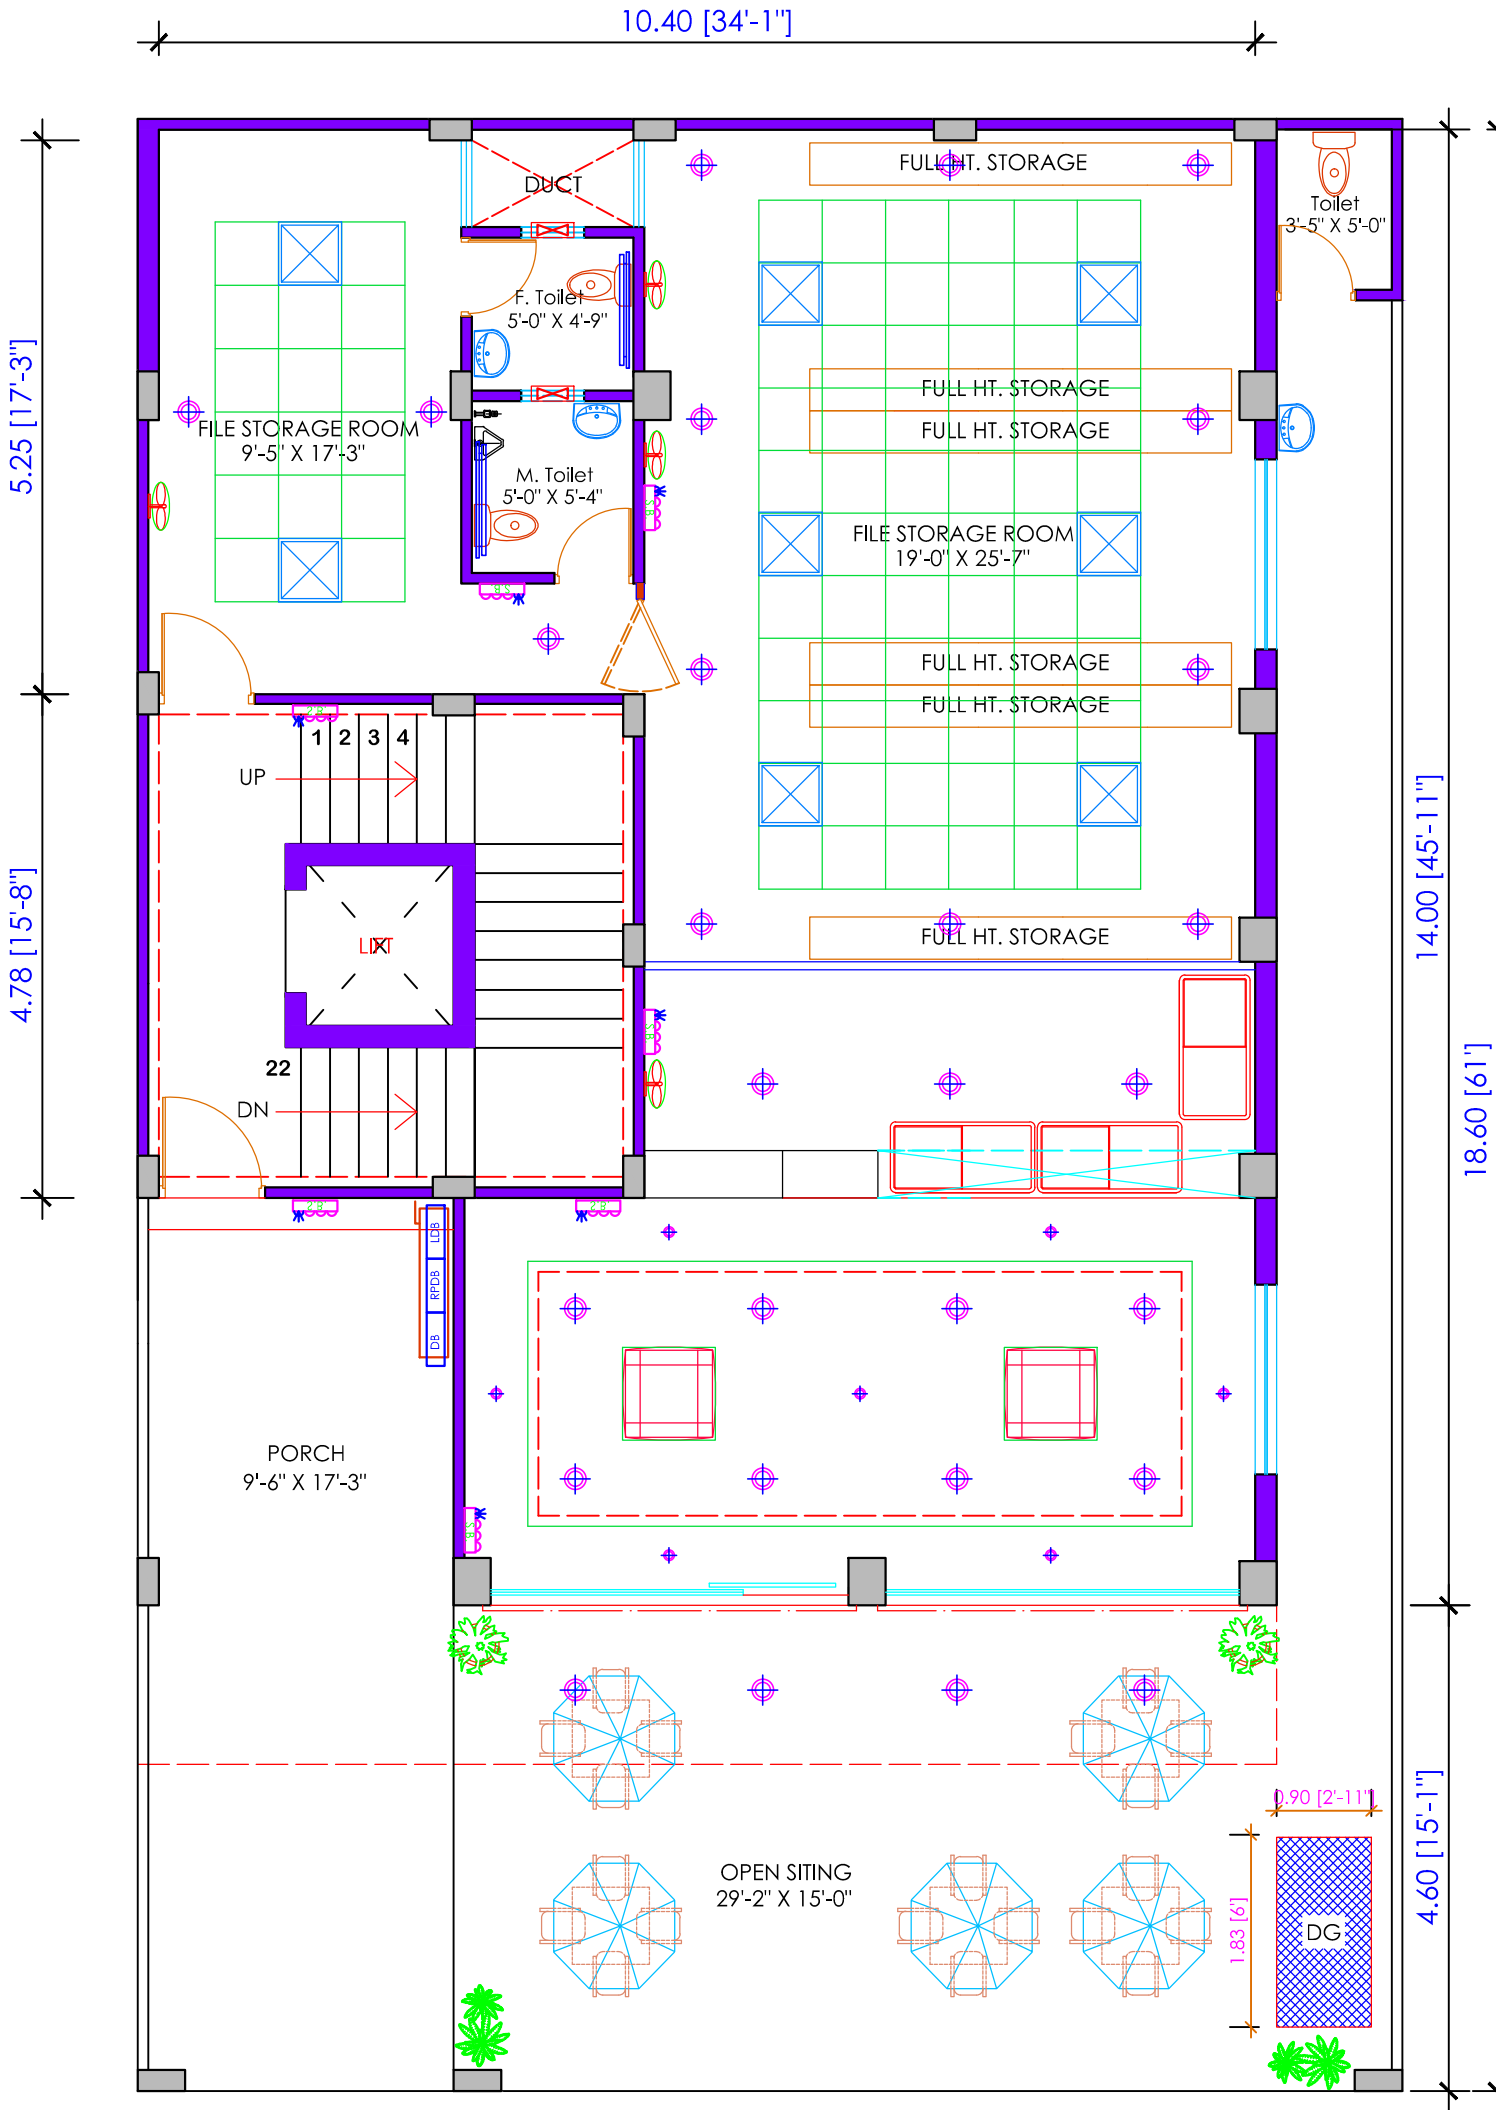 10.40 [34'-1"]
FULL HT. STORAGE
DUCT
Toilet
3'-5" X 5'-0"
F. Toilet
5'-0" X 4'-9"
5.25 [17'-3"]
FULL HT. STORAGE
FILE STORAGE ROOM
9'-5" X 17'-3"
FULL HT. STORAGE
M. Toilet
5'-0" X 5'-4"
S.B.
FILE STORAGE ROOM
19'-0" X 25'-7"
S.B.
FULL HT. STORAGE
FULL HT. STORAGE
S.B.
1 2 3 4
UP
14.00 [45'-11"]
4.78 [15'-8"]
LIFT
FULL HT. STORAGE
S.B.
22
DN
18.60 [61']
S.B.
S.B.
LDB
RPDB
DB
PORCH
9'-6" X 17'-3"
S.B.
0.90 [2'-11"]
4.60 [15'-1"]
OPEN SITING
29'-2" X 15'-0"
1.83 [6']
DG